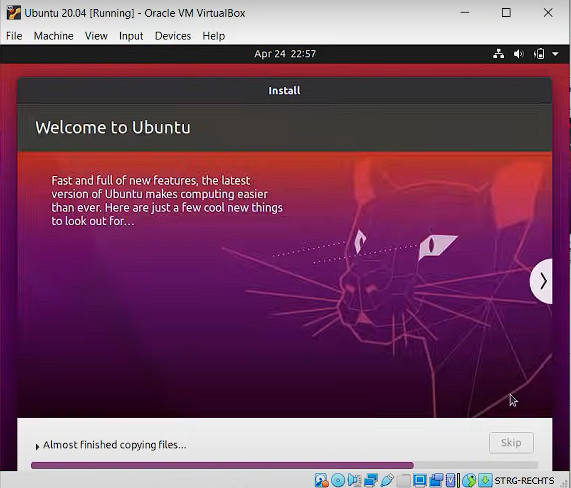 Ubuntu 20.04 [Running] - Oracle VM VirtualBox
File Machine View Input Devices Help
Apr 24 22:57
Install
Welcome to Ubuntu
Fast and full of new features, the latest
version of Ubuntu makes computing easier
than ever. Here are just a few cool new things
to look out for...
Almost finished copying files...
Skip
STRG-RECHTS